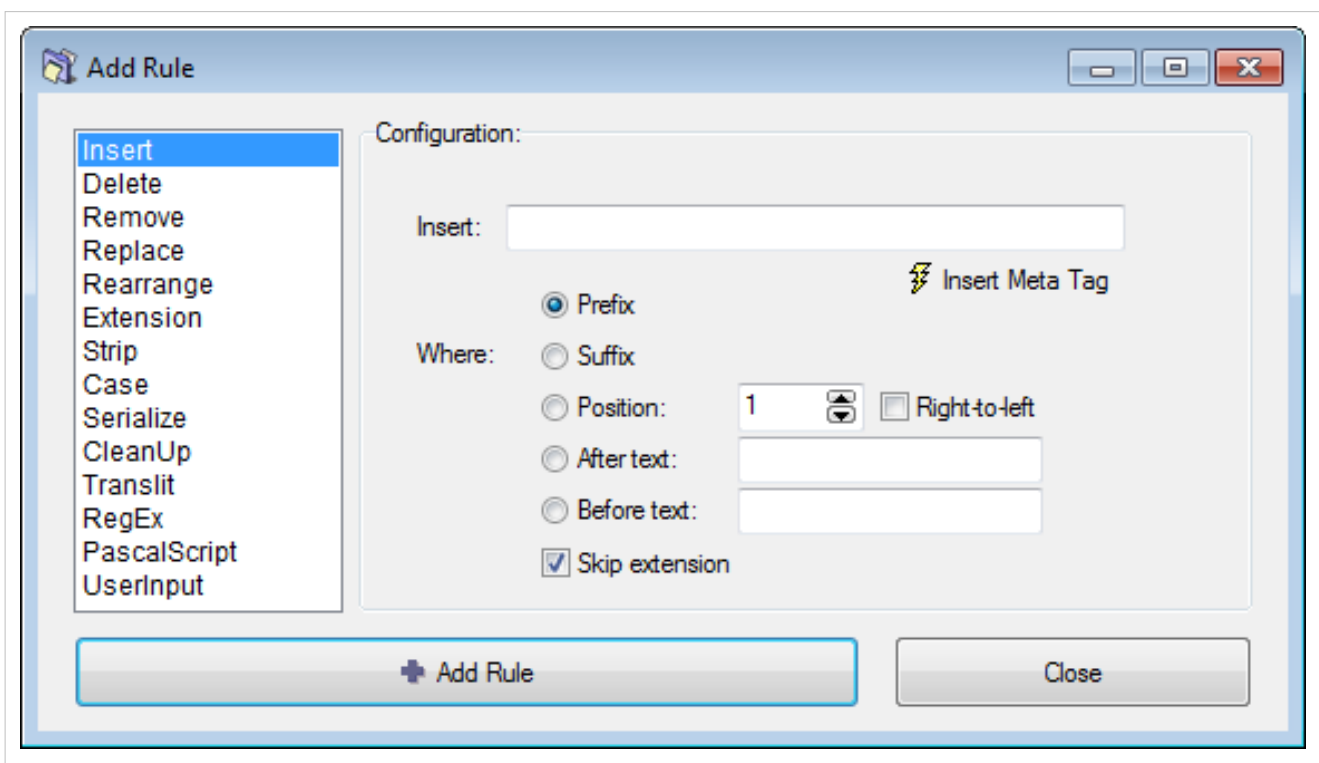 Add Rule
Insert
Delete
Remove
Replace
Rearrange
Extension
Strip
Case
Serialize
CleanUp
Translit
RegEx
PascalScript
UserInput
Configuration:
Insert:
Insert Meta Tag
Where:
Prefix
Suffix
Position: 1 Right-to-left
After text:
Before text:
Skip extension
Add Rule
Close